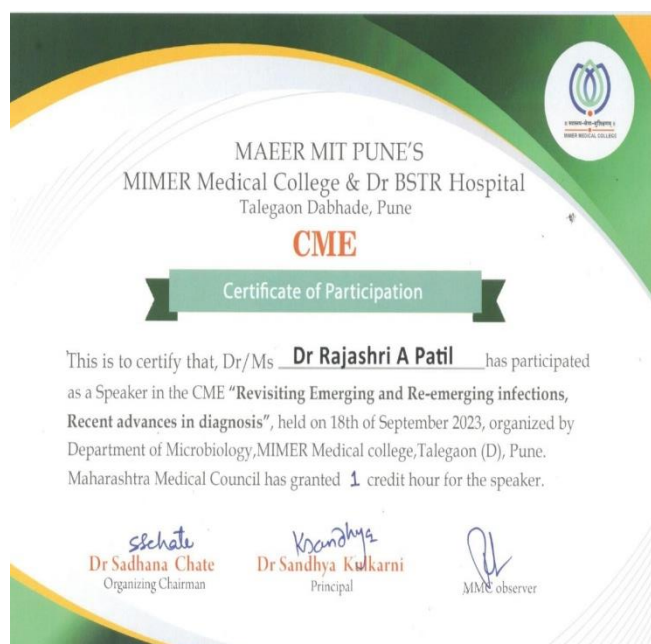 MIMER MEDICAL COLLEGE
MAEER MIT PUNE'S
MIMER Medical College & Dr BSTR Hospital
Talegaon Dabhade, Pune
CME
Certificate of Participation
This is to certify that, Dr/Ms Dr Rajashri A Patil has participated
as a Speaker in the CME “Revisiting Emerging and Re-emerging infections,
Recent advances in diagnosis”, held on 18th of September 2023, organized by
Department of Microbiology,MIMER Medical college,Talegaon (D), Pune.
Maharashtra Medical Council has granted 1 credit hour for the speaker.
sschate Ksandhya
Dr Sadhana Chate Dr Sandhya Kulkarni
Organizing Chairman Principal MMC observer